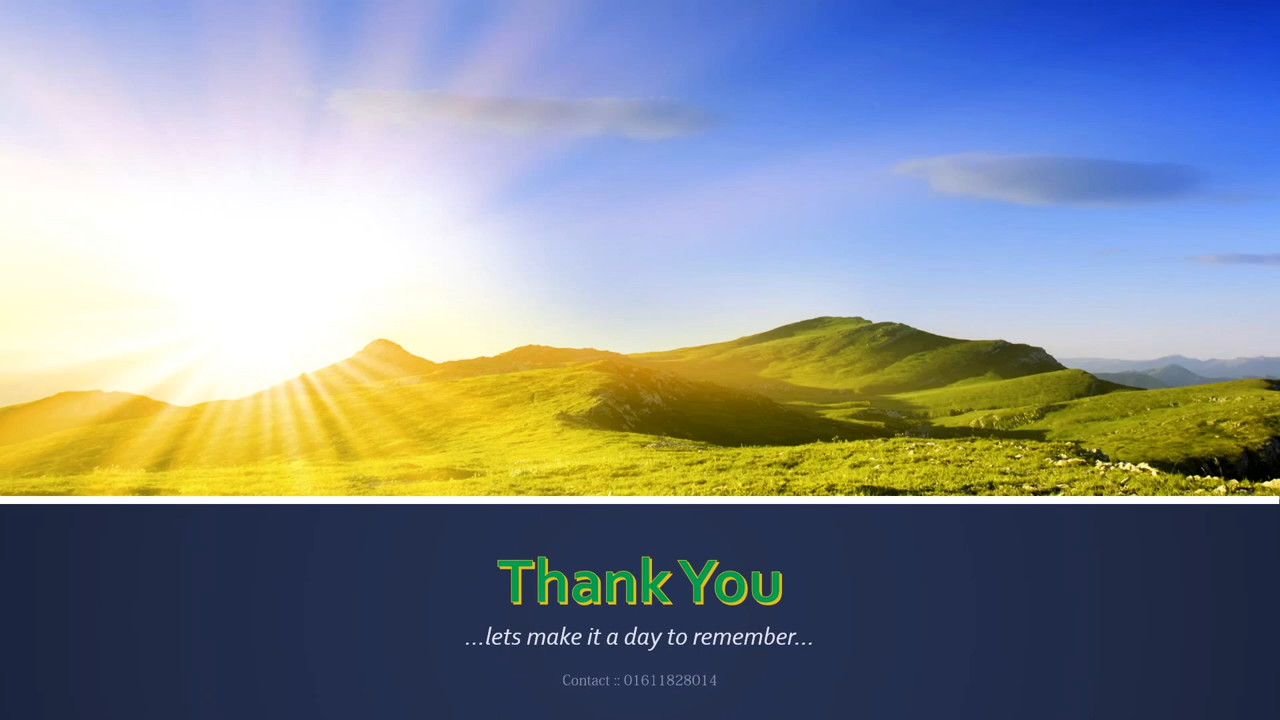 Thank You
...lets make it a day to remember...
Contact :: 01611828014